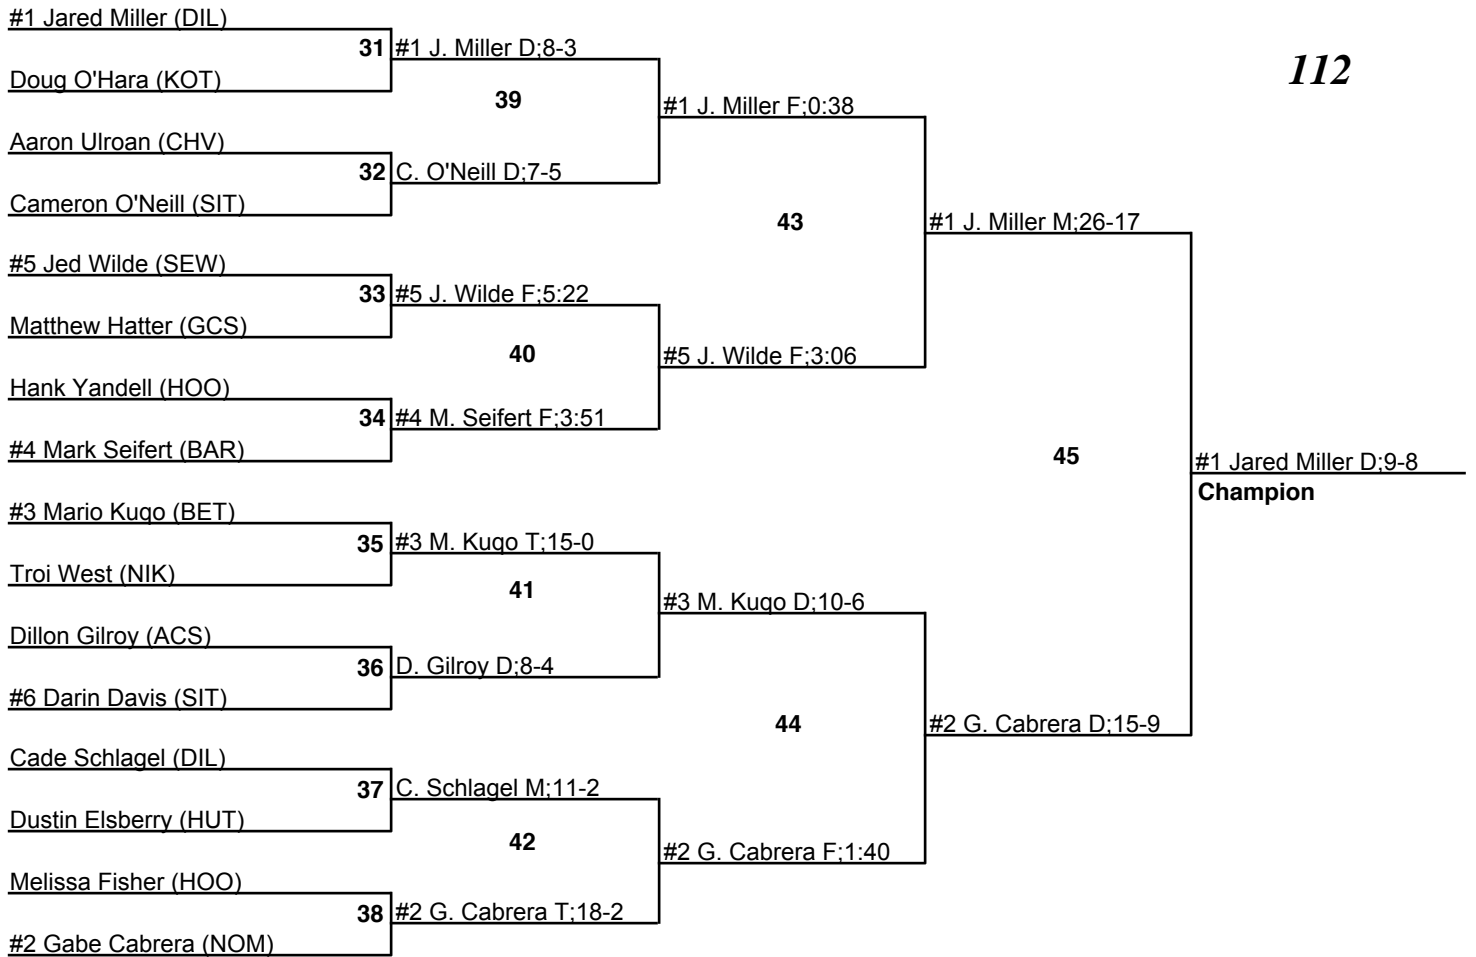 #1 Jared Miller (DIL)
31 #1 J. Miller D;8-3
112
Doug O'Hara (KOT)
39
#1 J. Miller F;0:38
Aaron Ulroan (CHV)
32 C. O'Neill D;7-5
Cameron O'Neill (SIT)
43
#1 J. Miller M;26-17
#5 Jed Wilde (SEW)
33 #5 J. Wilde F;5:22
Matthew Hatter (GCS)
40
#5 J. Wilde F;3:06
Hank Yandell (HOO)
34 #4 M. Seifert F;3:51
#4 Mark Seifert (BAR)
45
#1 Jared Miller D;9-8
Champion
#3 Mario Kuqo (BET)
35 #3 M. Kuqo T;15-0
Troi West (NIK)
41
#3 M. Kuqo D;10-6
Dillon Gilroy (ACS)
36 D. Gilroy D;8-4
#6 Darin Davis (SIT)
44
#2 G. Cabrera D;15-9
Cade Schlagel (DIL)
37 C. Schlagel M;11-2
Dustin Elsberry (HUT)
42
#2 G. Cabrera F;1:40
Melissa Fisher (HOO)
38 #2 G. Cabrera T;18-2
#2 Gabe Cabrera (NOM)